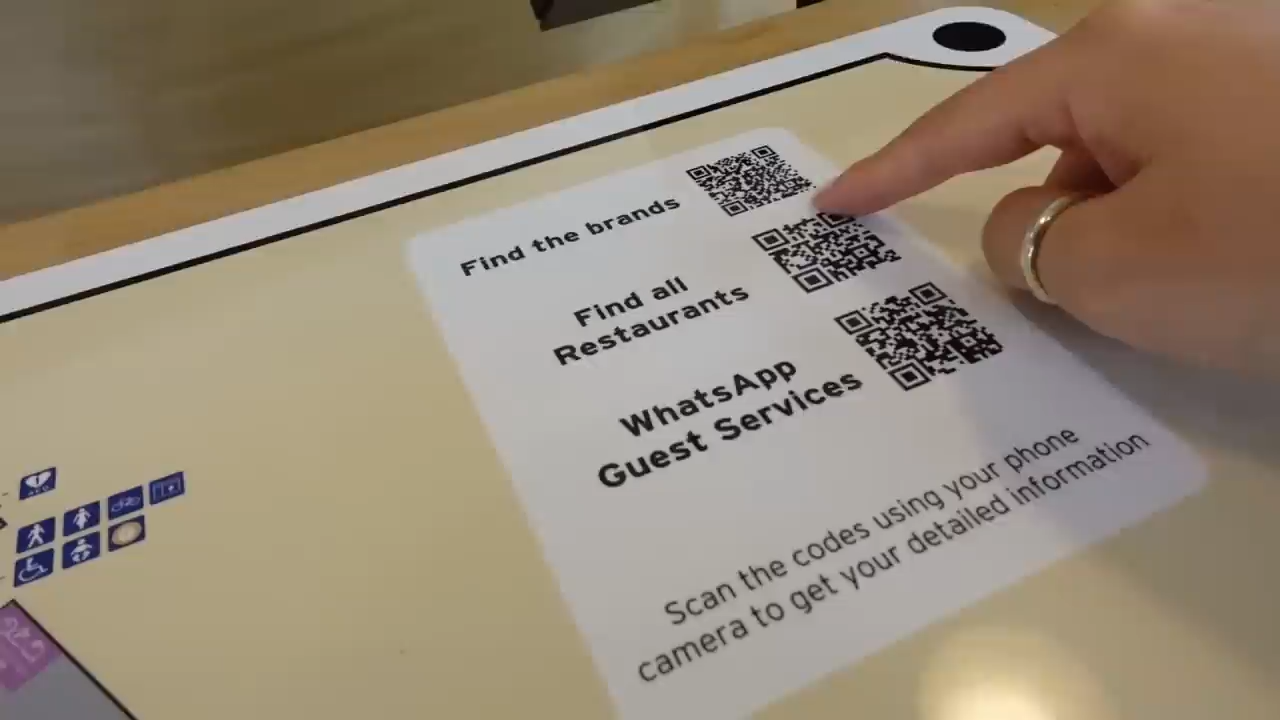 Find the brands
Find all
Restaurants
WhatsApp
Guest Services
Scan the codes using your phone
camera to get your detailed information
AED